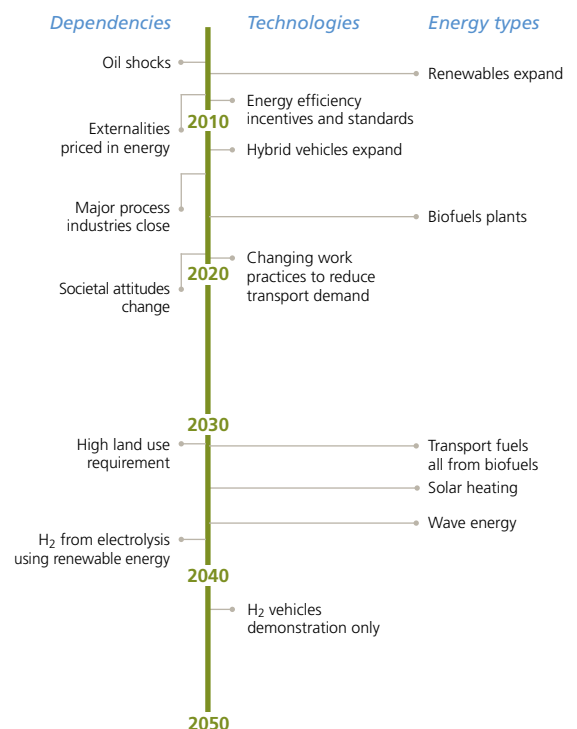 Dependencies
Technologies
Energy types
Oil shocks
Renewables expand
Energy efficiency
incentives and standards
2010
Externalities
priced in energy
Hybrid vehicles expand
Major process
industries close
Biofuels plants
Changing work
practices to reduce
transport demand
2020
Societal attitudes
change
2030
High land use
requirement
Transport fuels
all from biofuels
Solar heating
Wave energy
H₂ from electrolysis
using renewable energy
2040
H₂ vehicles
demonstration only
2050